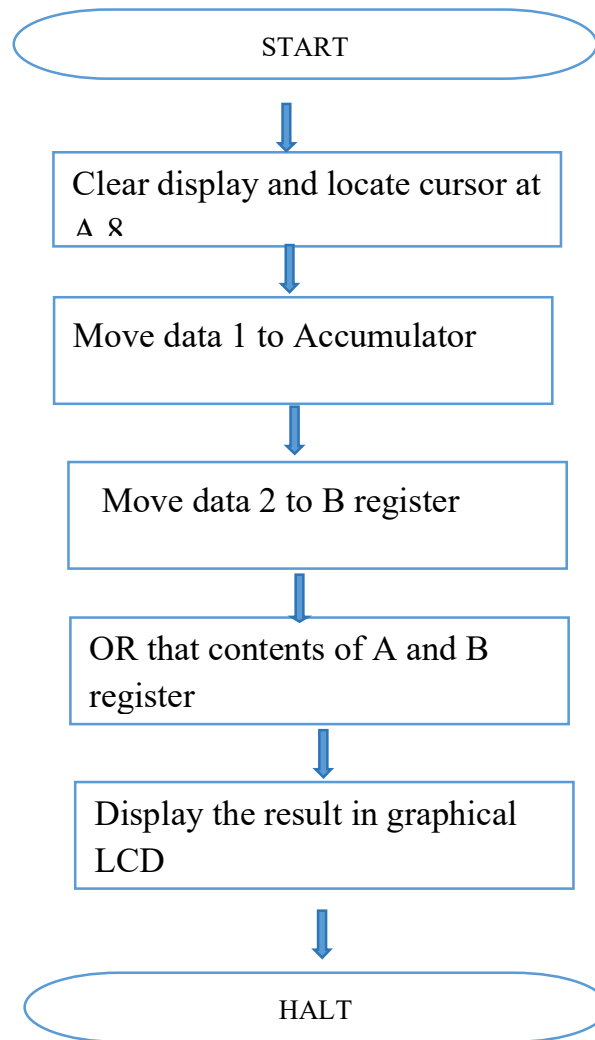 START
Clear display and locate cursor at
A 8
Move data 1 to Accumulator
Move data 2 to B register
OR that contents of A and B
register
Display the result in graphical
LCD
HALT